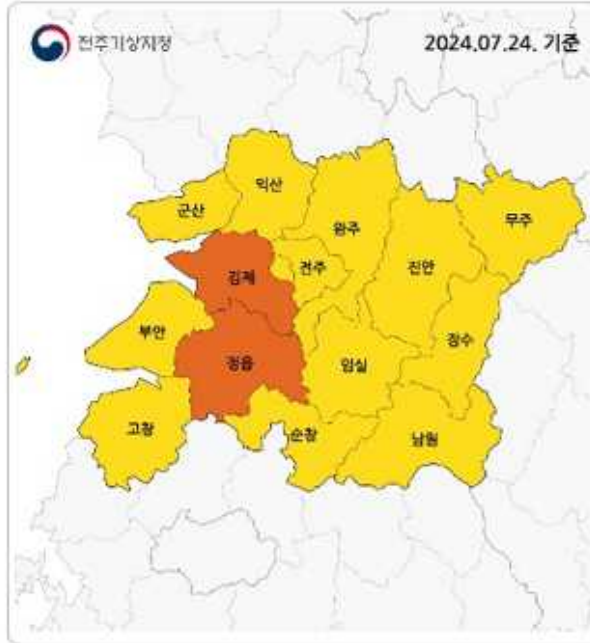 전주기상지청
2024.07.24. 기준
익산
군산
완주
무주
김제
전주
진안
부안
장수
정읍
임실
고창
순창
남원